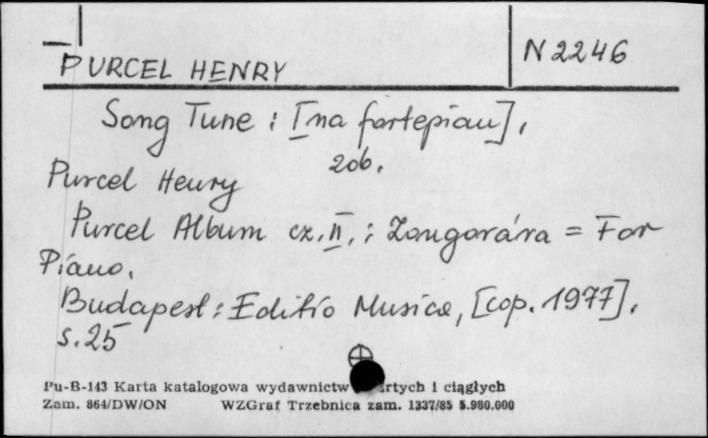 PURCEL HENRY
N 2246
Song Tune : [na fortepian],
Zob.
Purcel Henry
Purcel Album cz. II. : Zongorára = For
Piano.
Budapest : Editio Musica, [cop. 1977].
s. 25
Pu-B-143 Karta katalogowa wydawnictw rtych i ciągłych
Zam. 864/DW/ON WZGraf Trzebnica zam. 1337/85 5.980.000